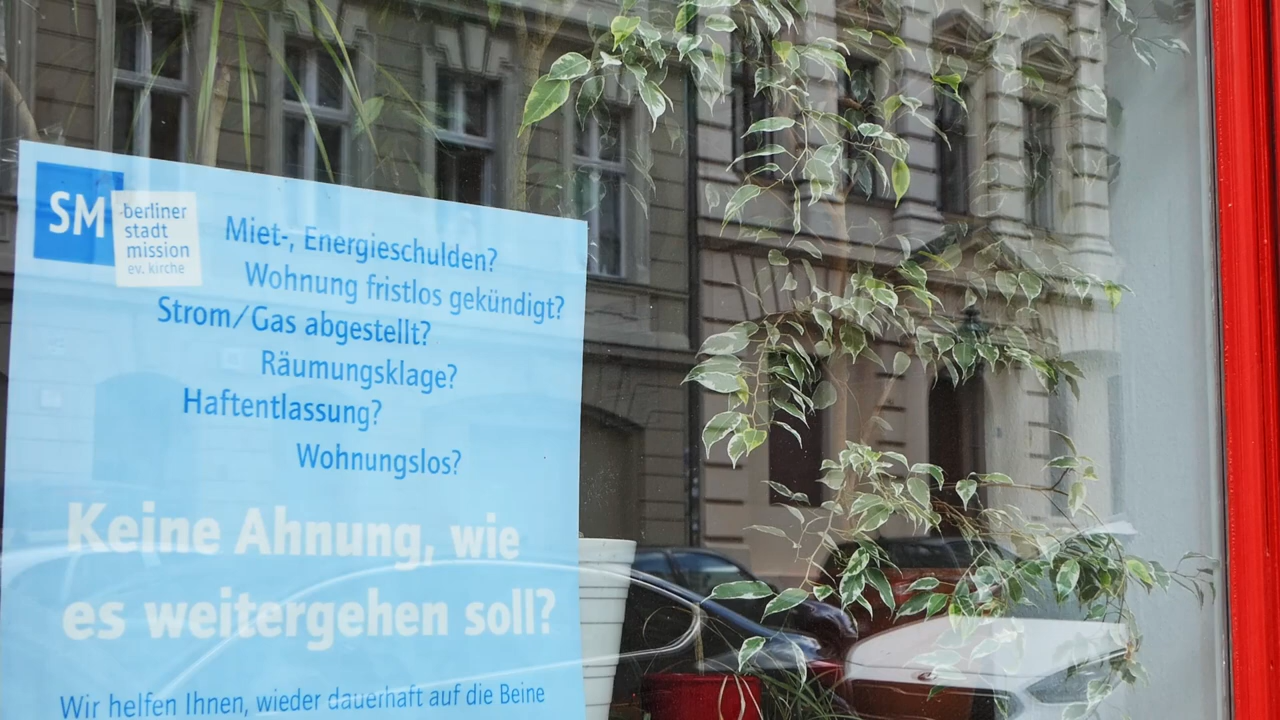 SM
berliner
stadt
mission
ev. kirche
Miet-, Energieschulden?
Wohnung fristlos gekündigt?
Strom/Gas abgestellt?
Räumungsklage?
Haftentlassung?
Wohnungslos?
Keine Ahnung, wie
es weitergehen soll?
Wir helfen Ihnen, wieder dauerhaft auf die Beine